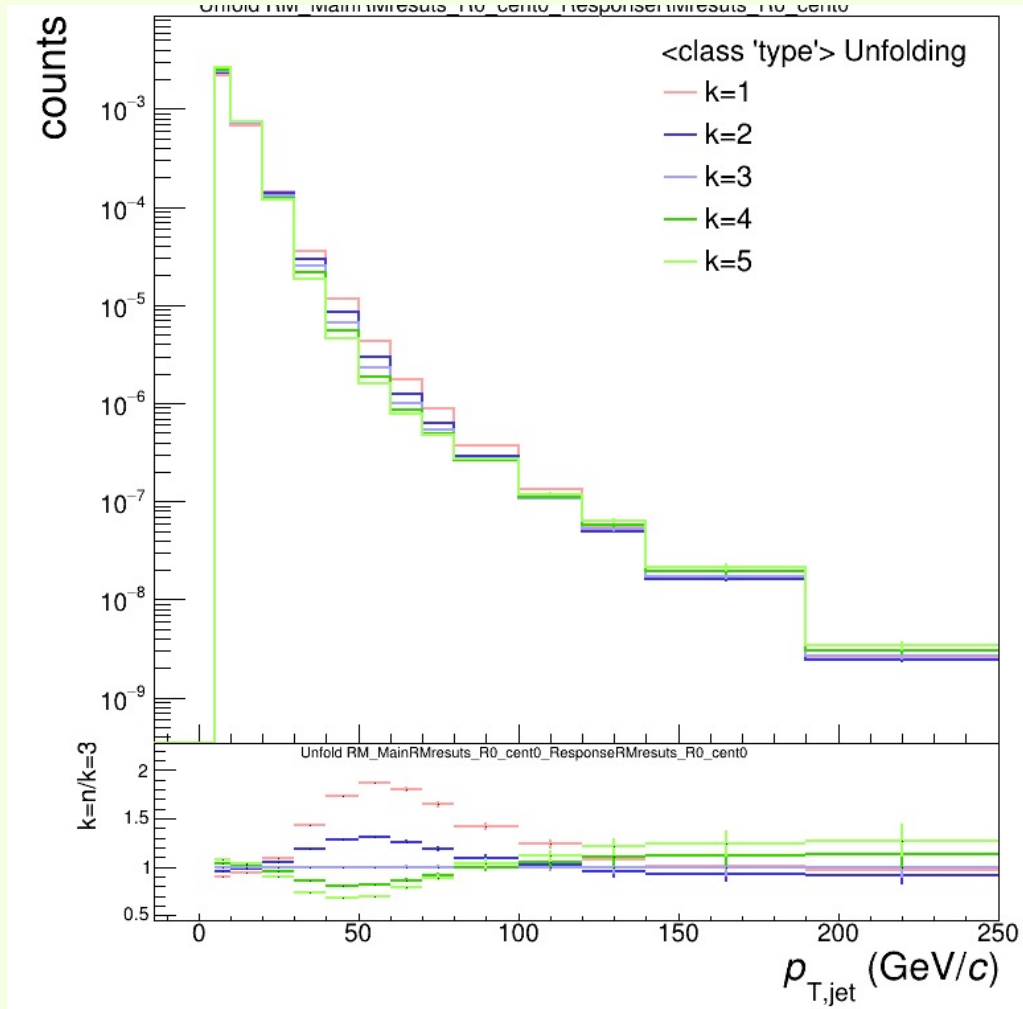 Unfold RM_MainRMresuts_R0_cent0_ResponseRMresuts_R0_cent0
counts
<class 'type'> Unfolding
k=1
k=2
k=3
k=4
k=5
10⁻³
10⁻⁴
10⁻⁵
10⁻⁶
10⁻⁷
10⁻⁸
10⁻⁹
Unfold RM_MainRMresuts_R0_cent0_ResponseRMresuts_R0_cent0
k=n/k=3
2
1.5
1
0.5
0 50 100 150 200 250
p_T,jet (GeV/c)